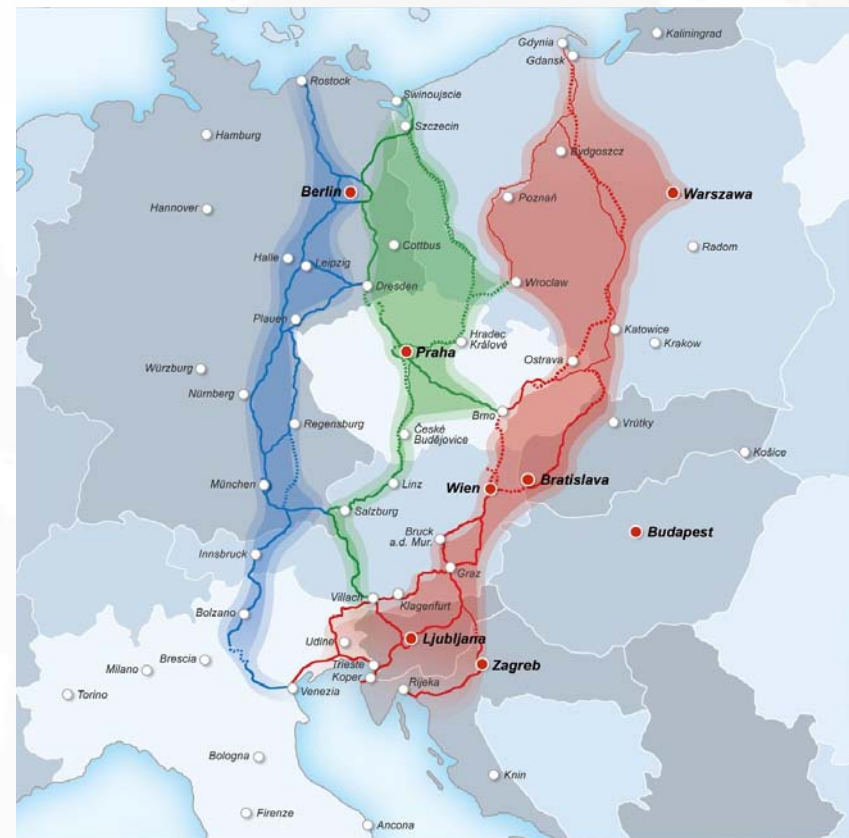 Gdynia
Kaliningrad
Gdansk
Rostock
Swinoujscie
Szczecin
Hamburg
Bydgoszcz
Berlin
Poznań
Warszawa
Hannover
Cottbus
Radom
Halle
Leipzig
Dresden
Wroclaw
Plauen
Hradec
Králové
Katowice
Krakow
Praha
Ostrava
Würzburg
Nürnberg
Brno
Regensburg
České
Budějovice
Vrútky
Košice
München
Linz
Wien
Bratislava
Salzburg
Budapest
Bruck
a.d. Mur.
Innsbruck
Graz
Villach
Klagenfurt
Bolzano
Udine
Ljubljana
Brescia
Milano
Trieste
Zagreb
Koper
Rijeka
Torino
Venezia
Bologna
Knin
Firenze
Ancona